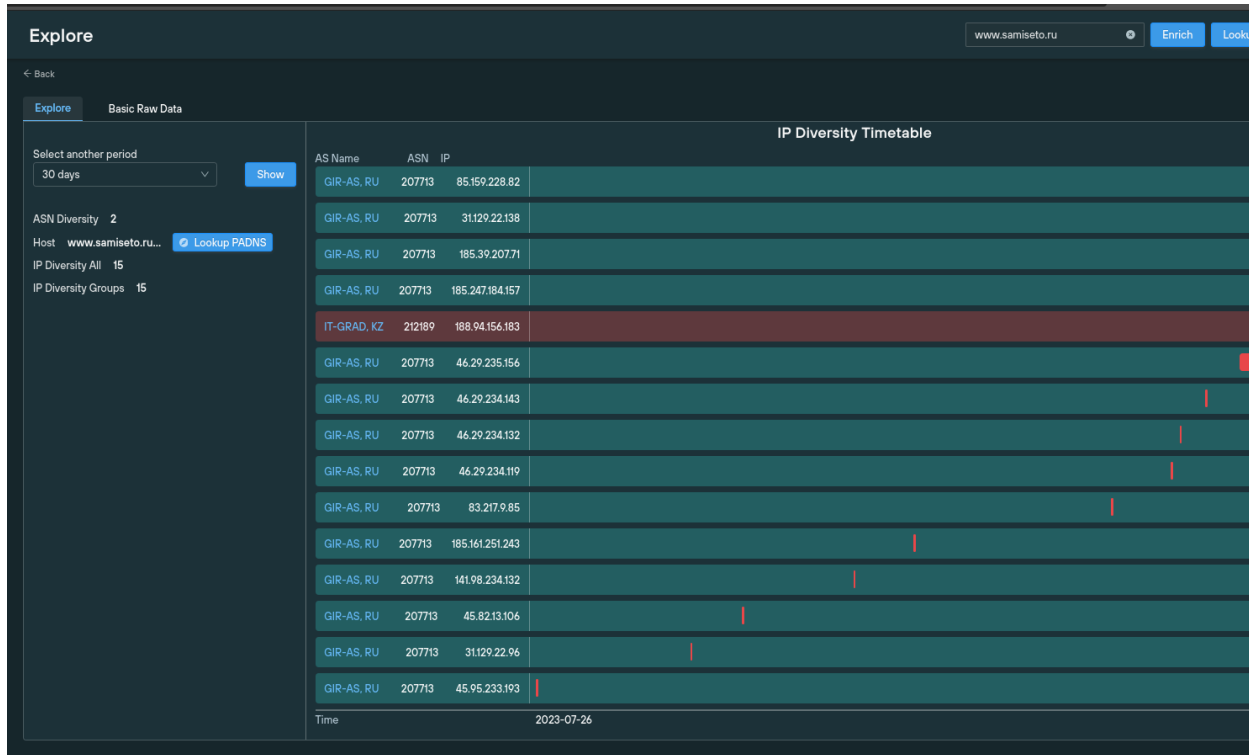 Explore
www.samiseto.ru
Enrich
Looku
← Back
Explore
Basic Raw Data
Select another period
30 days
Show
ASN Diversity 2
Host www.samiseto.ru... Lookup PADNS
IP Diversity All 15
IP Diversity Groups 15
IP Diversity Timetable
AS Name ASN IP
GIR-AS, RU 207713 85.159.228.82
GIR-AS, RU 207713 31.129.22.138
GIR-AS, RU 207713 185.39.207.71
GIR-AS, RU 207713 185.247.184.157
IT-GRAD, KZ 212189 188.94.156.183
GIR-AS, RU 207713 46.29.235.156
GIR-AS, RU 207713 46.29.234.143
GIR-AS, RU 207713 46.29.234.132
GIR-AS, RU 207713 46.29.234.119
GIR-AS, RU 207713 83.217.9.85
GIR-AS, RU 207713 185.161.251.243
GIR-AS, RU 207713 141.98.234.132
GIR-AS, RU 207713 45.82.13.106
GIR-AS, RU 207713 31.129.22.96
GIR-AS, RU 207713 45.95.233.193
Time 2023-07-26